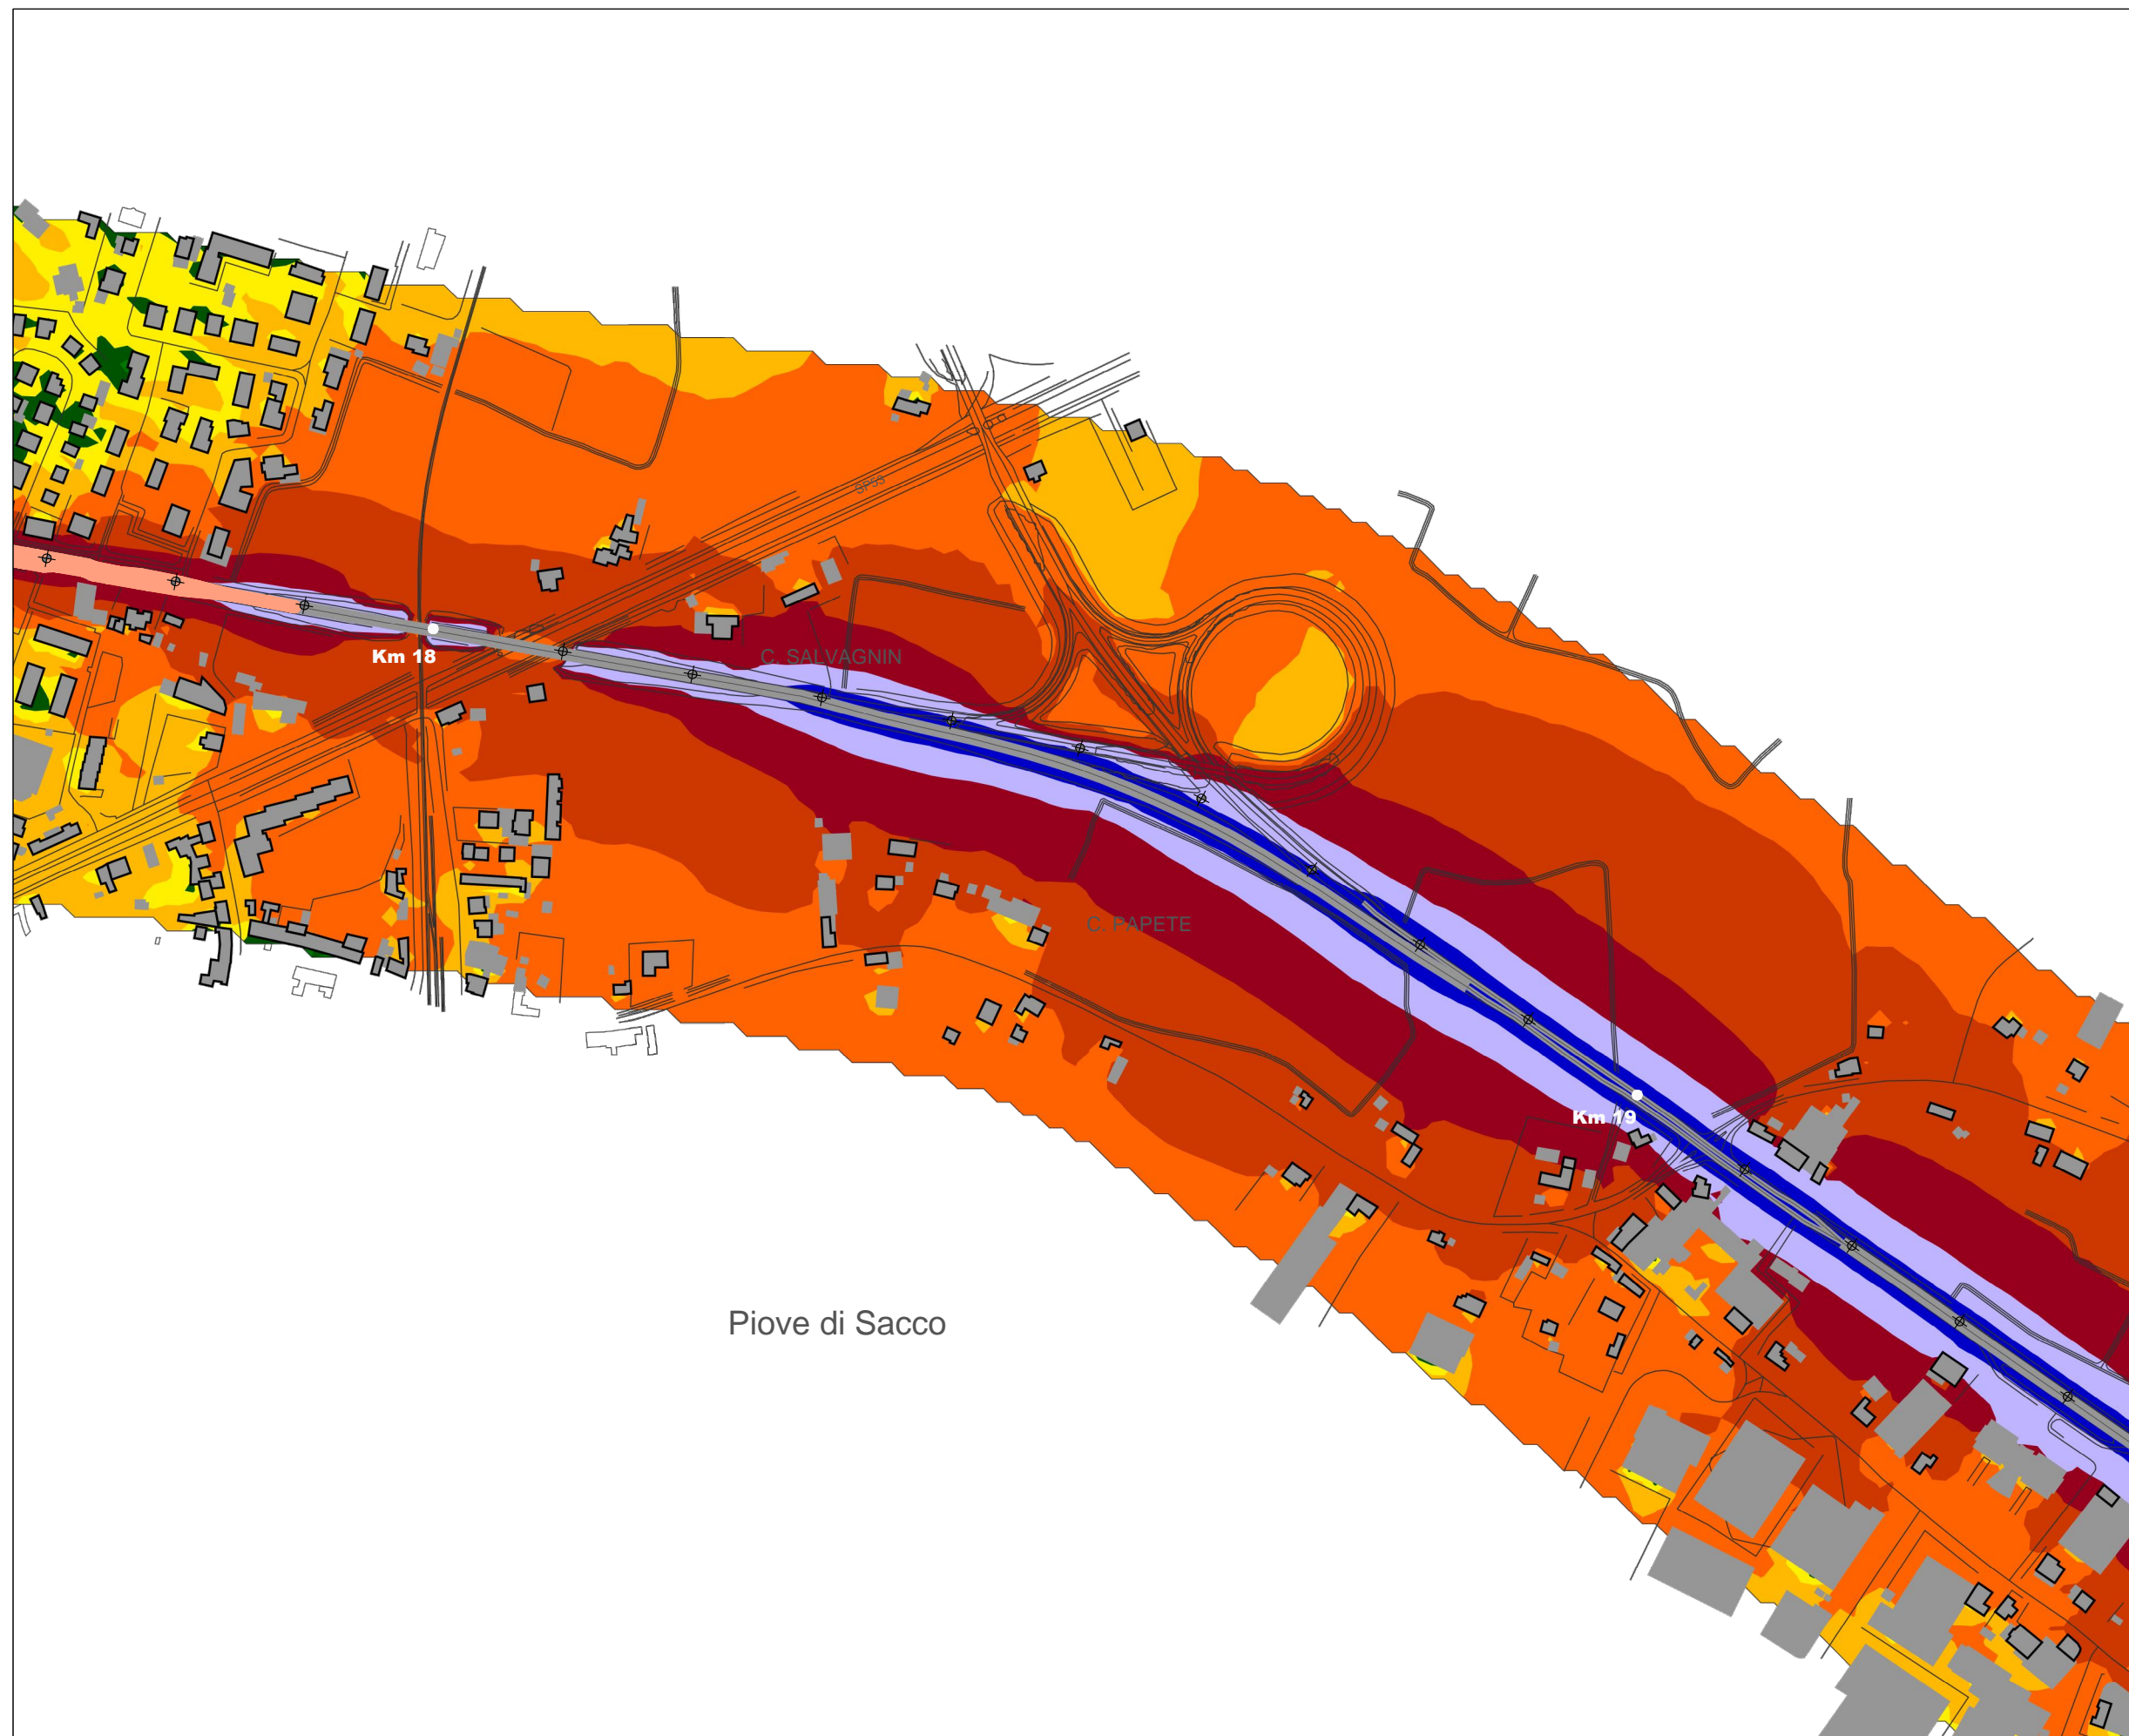 SP53
Km 18
C. SALVAGNIN
C. PAPETE
Km 19
Piove di Sacco